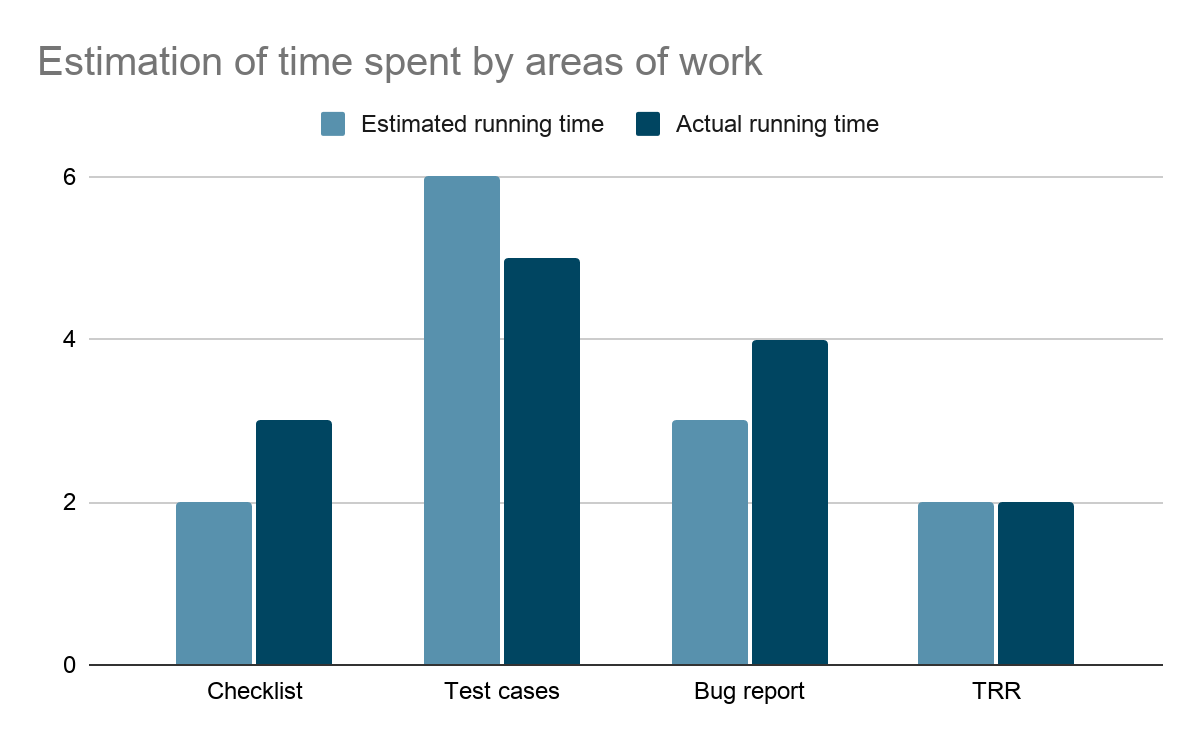 Estimation of time spent by areas of work
Estimated running time Actual running time
6
4
2
0
Checklist Test cases Bug report TRR